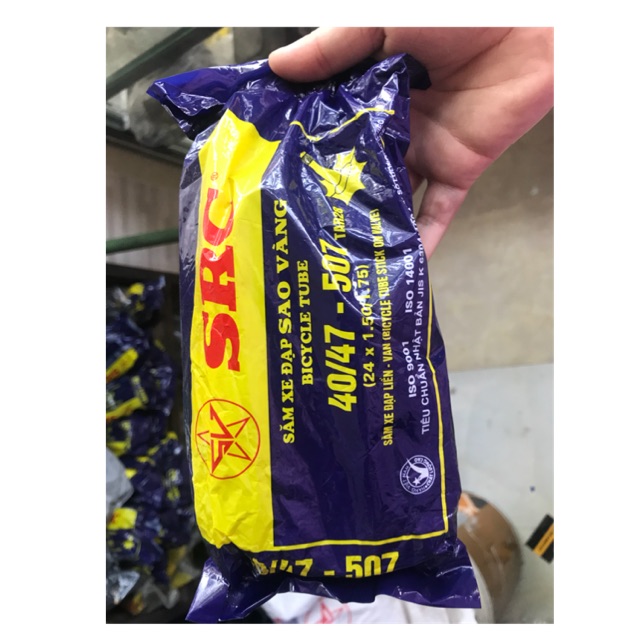 SRC®
SĂM XE ĐẠP SAO VÀNG
BICYCLE TUBE
40/47 - 507 TAR28
(24 x 1.50/1.75)
SĂM XE ĐẠP LIỀN - VAN (BICYCLE TUBE STICK ON VALVE)
ISO 9001 ISO 14001
TIÊU CHUẨN NHẬT BẢN JIS K
/47 - 507